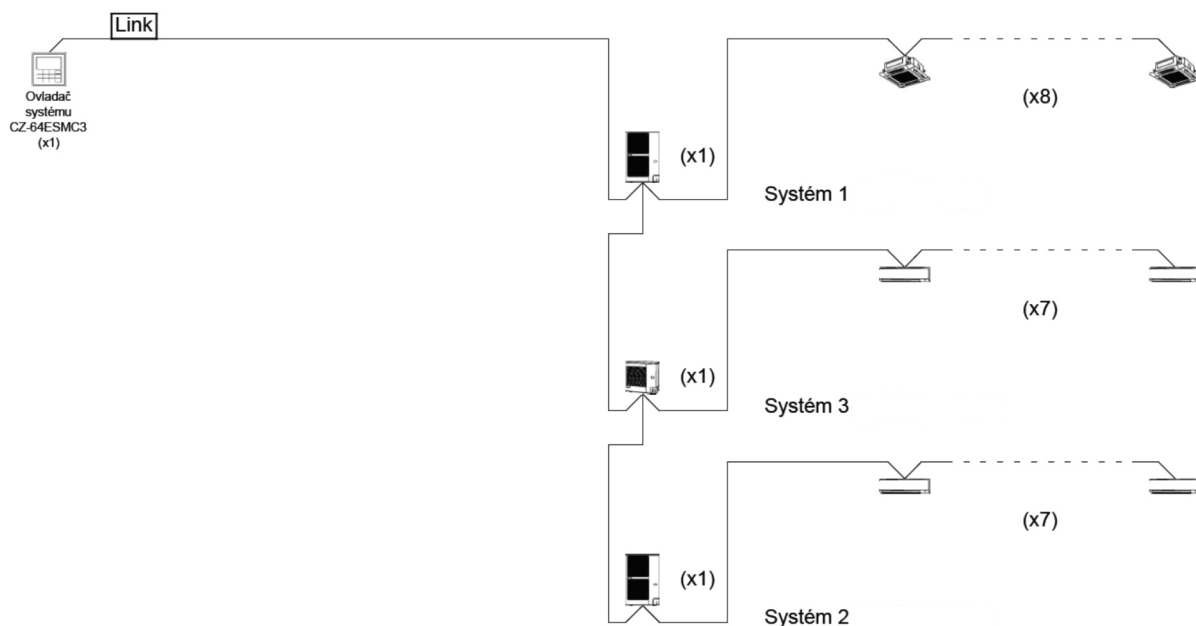 Link
Ovladač
systému
CZ-64ESMC3
(x1)
(x8)
(x1)
Systém 1
(x7)
(x1)
Systém 3
(x7)
(x1)
Systém 2